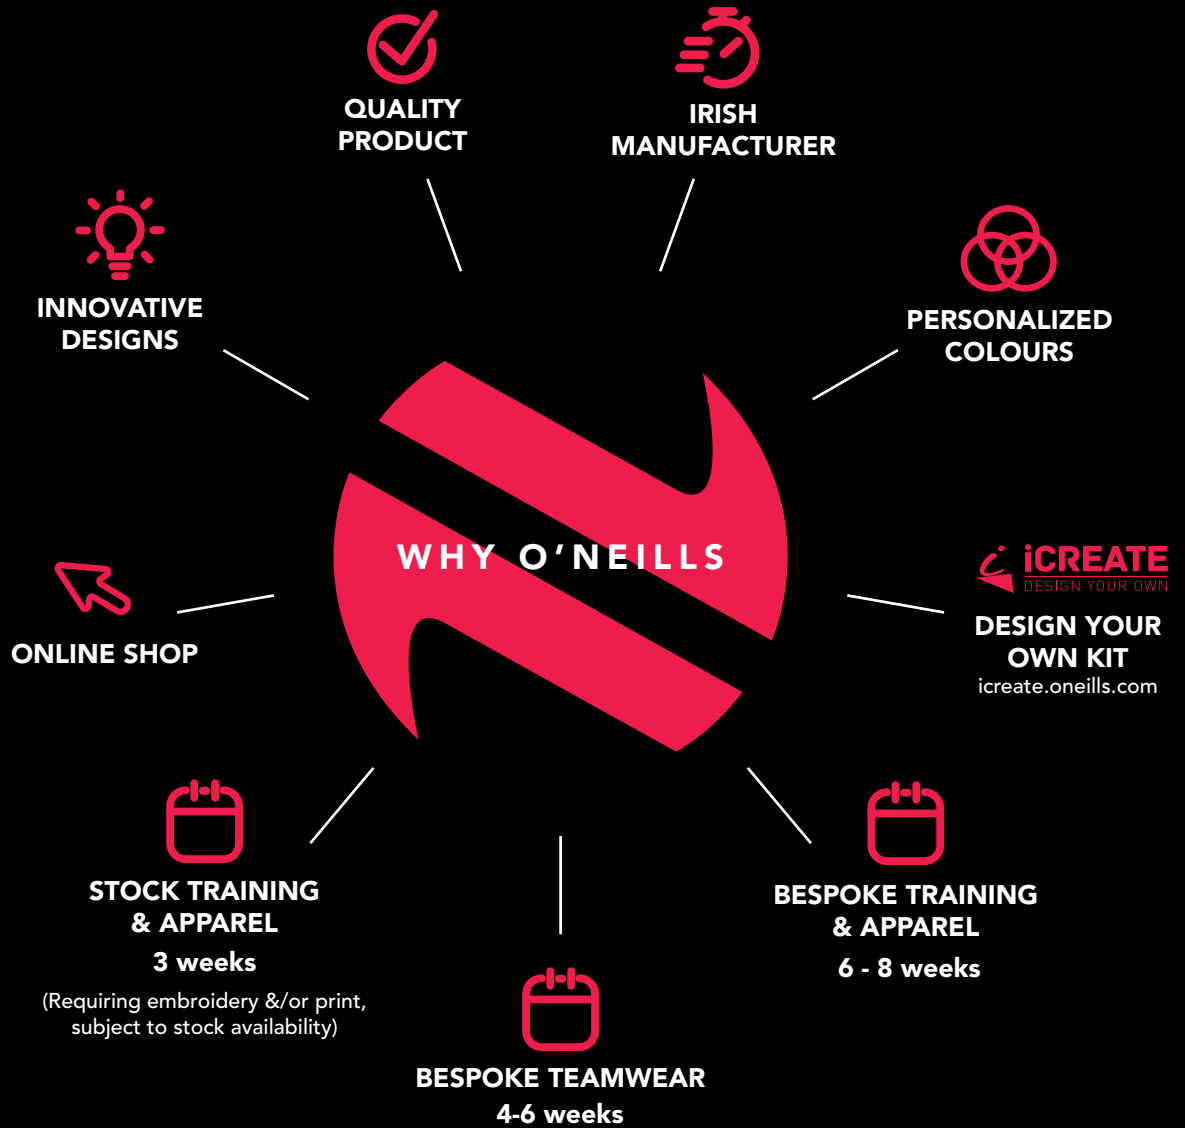 QUALITY
PRODUCT
IRISH
MANUFACTURER
INNOVATIVE
DESIGNS
PERSONALIZED
COLOURS
WHY O’NEILLS
iCREATE
DESIGN YOUR OWN
DESIGN YOUR
OWN KIT
icreate.oneills.com
ONLINE SHOP
STOCK TRAINING
& APPAREL
3 weeks
(Requiring embroidery &/or print,
subject to stock availability)
BESPOKE TRAINING
& APPAREL
6 - 8 weeks
BESPOKE TEAMWEAR
4-6 weeks